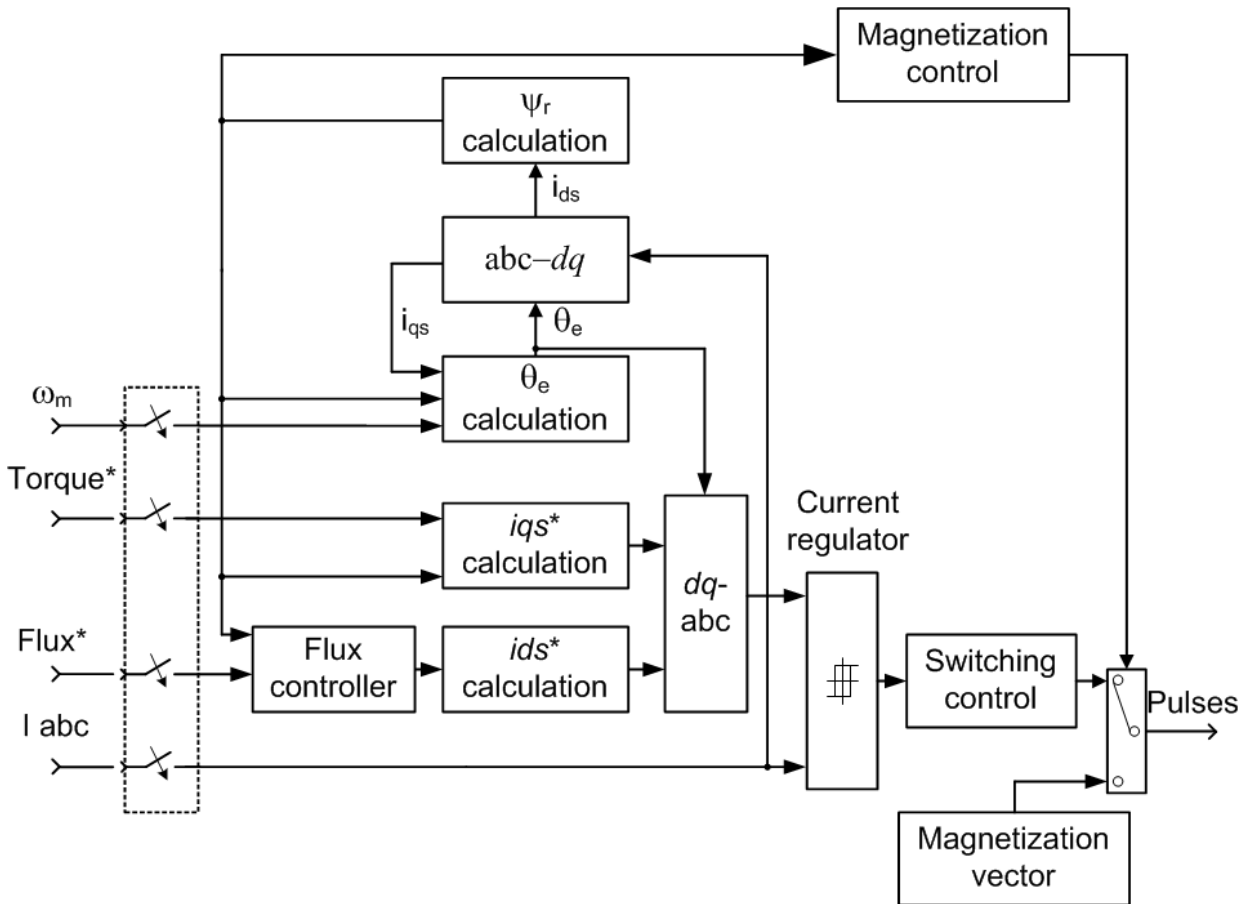 Magnetization
control
ψr
calculation
ids
abc–dq
iqs
θe
θe
calculation
ωm
Torque*
iqs*
calculation
Current
regulator
dq-
abc
Flux*
Flux
controller
ids*
calculation
Switching
control
Pulses
I abc
Magnetization
vector